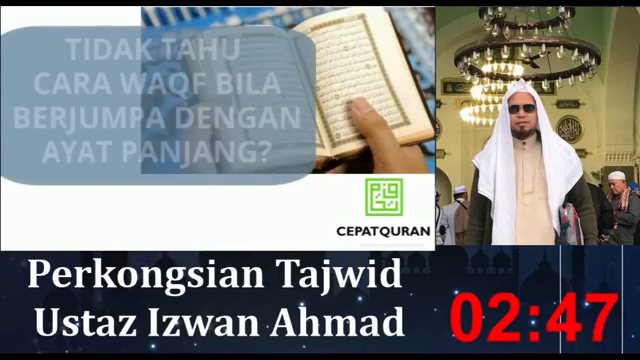 TIDAK TAHU
CARA WAQF BILA
BERJUMPA DENGAN
AYAT PANJANG?
CEPATQURAN
Perkongsian Tajwid
Ustaz Izwan Ahmad
02:47